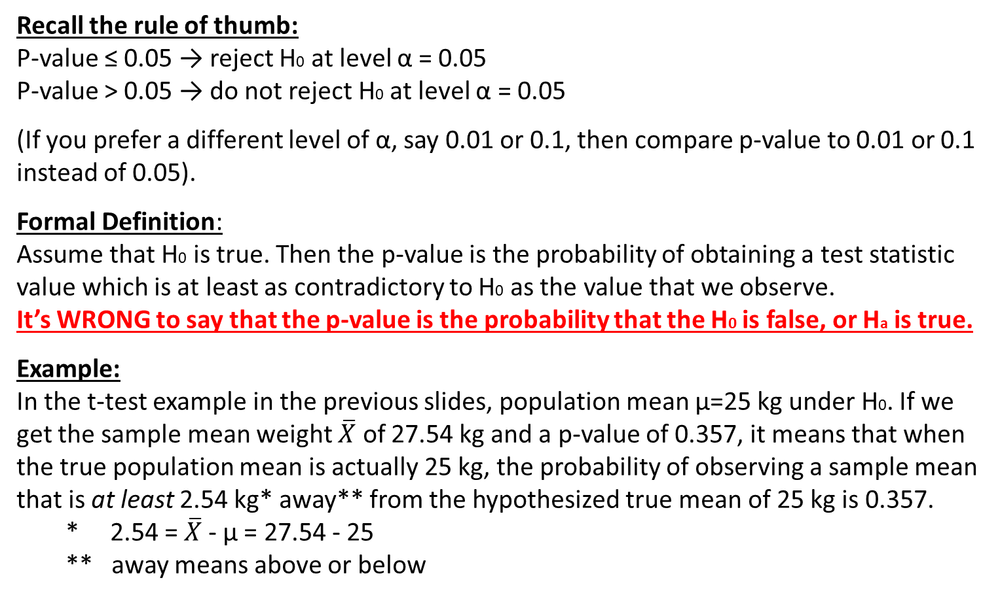 Recall the rule of thumb:
P-value ≤ 0.05 → reject H₀ at level α = 0.05
P-value > 0.05 → do not reject H₀ at level α = 0.05
(If you prefer a different level of α, say 0.01 or 0.1, then compare p-value to 0.01 or 0.1
instead of 0.05).
Formal Definition:
Assume that H₀ is true. Then the p-value is the probability of obtaining a test statistic
value which is at least as contradictory to H₀ as the value that we observe.
It’s WRONG to say that the p-value is the probability that the H₀ is false, or Hₐ is true.
Example:
In the t-test example in the previous slides, population mean μ=25 kg under H₀. If we
get the sample mean weight X̅ of 27.54 kg and a p-value of 0.357, it means that when
the true population mean is actually 25 kg, the probability of observing a sample mean
that is at least 2.54 kg* away** from the hypothesized true mean of 25 kg is 0.357.
* 2.54 = X̅ - μ = 27.54 - 25
** away means above or below